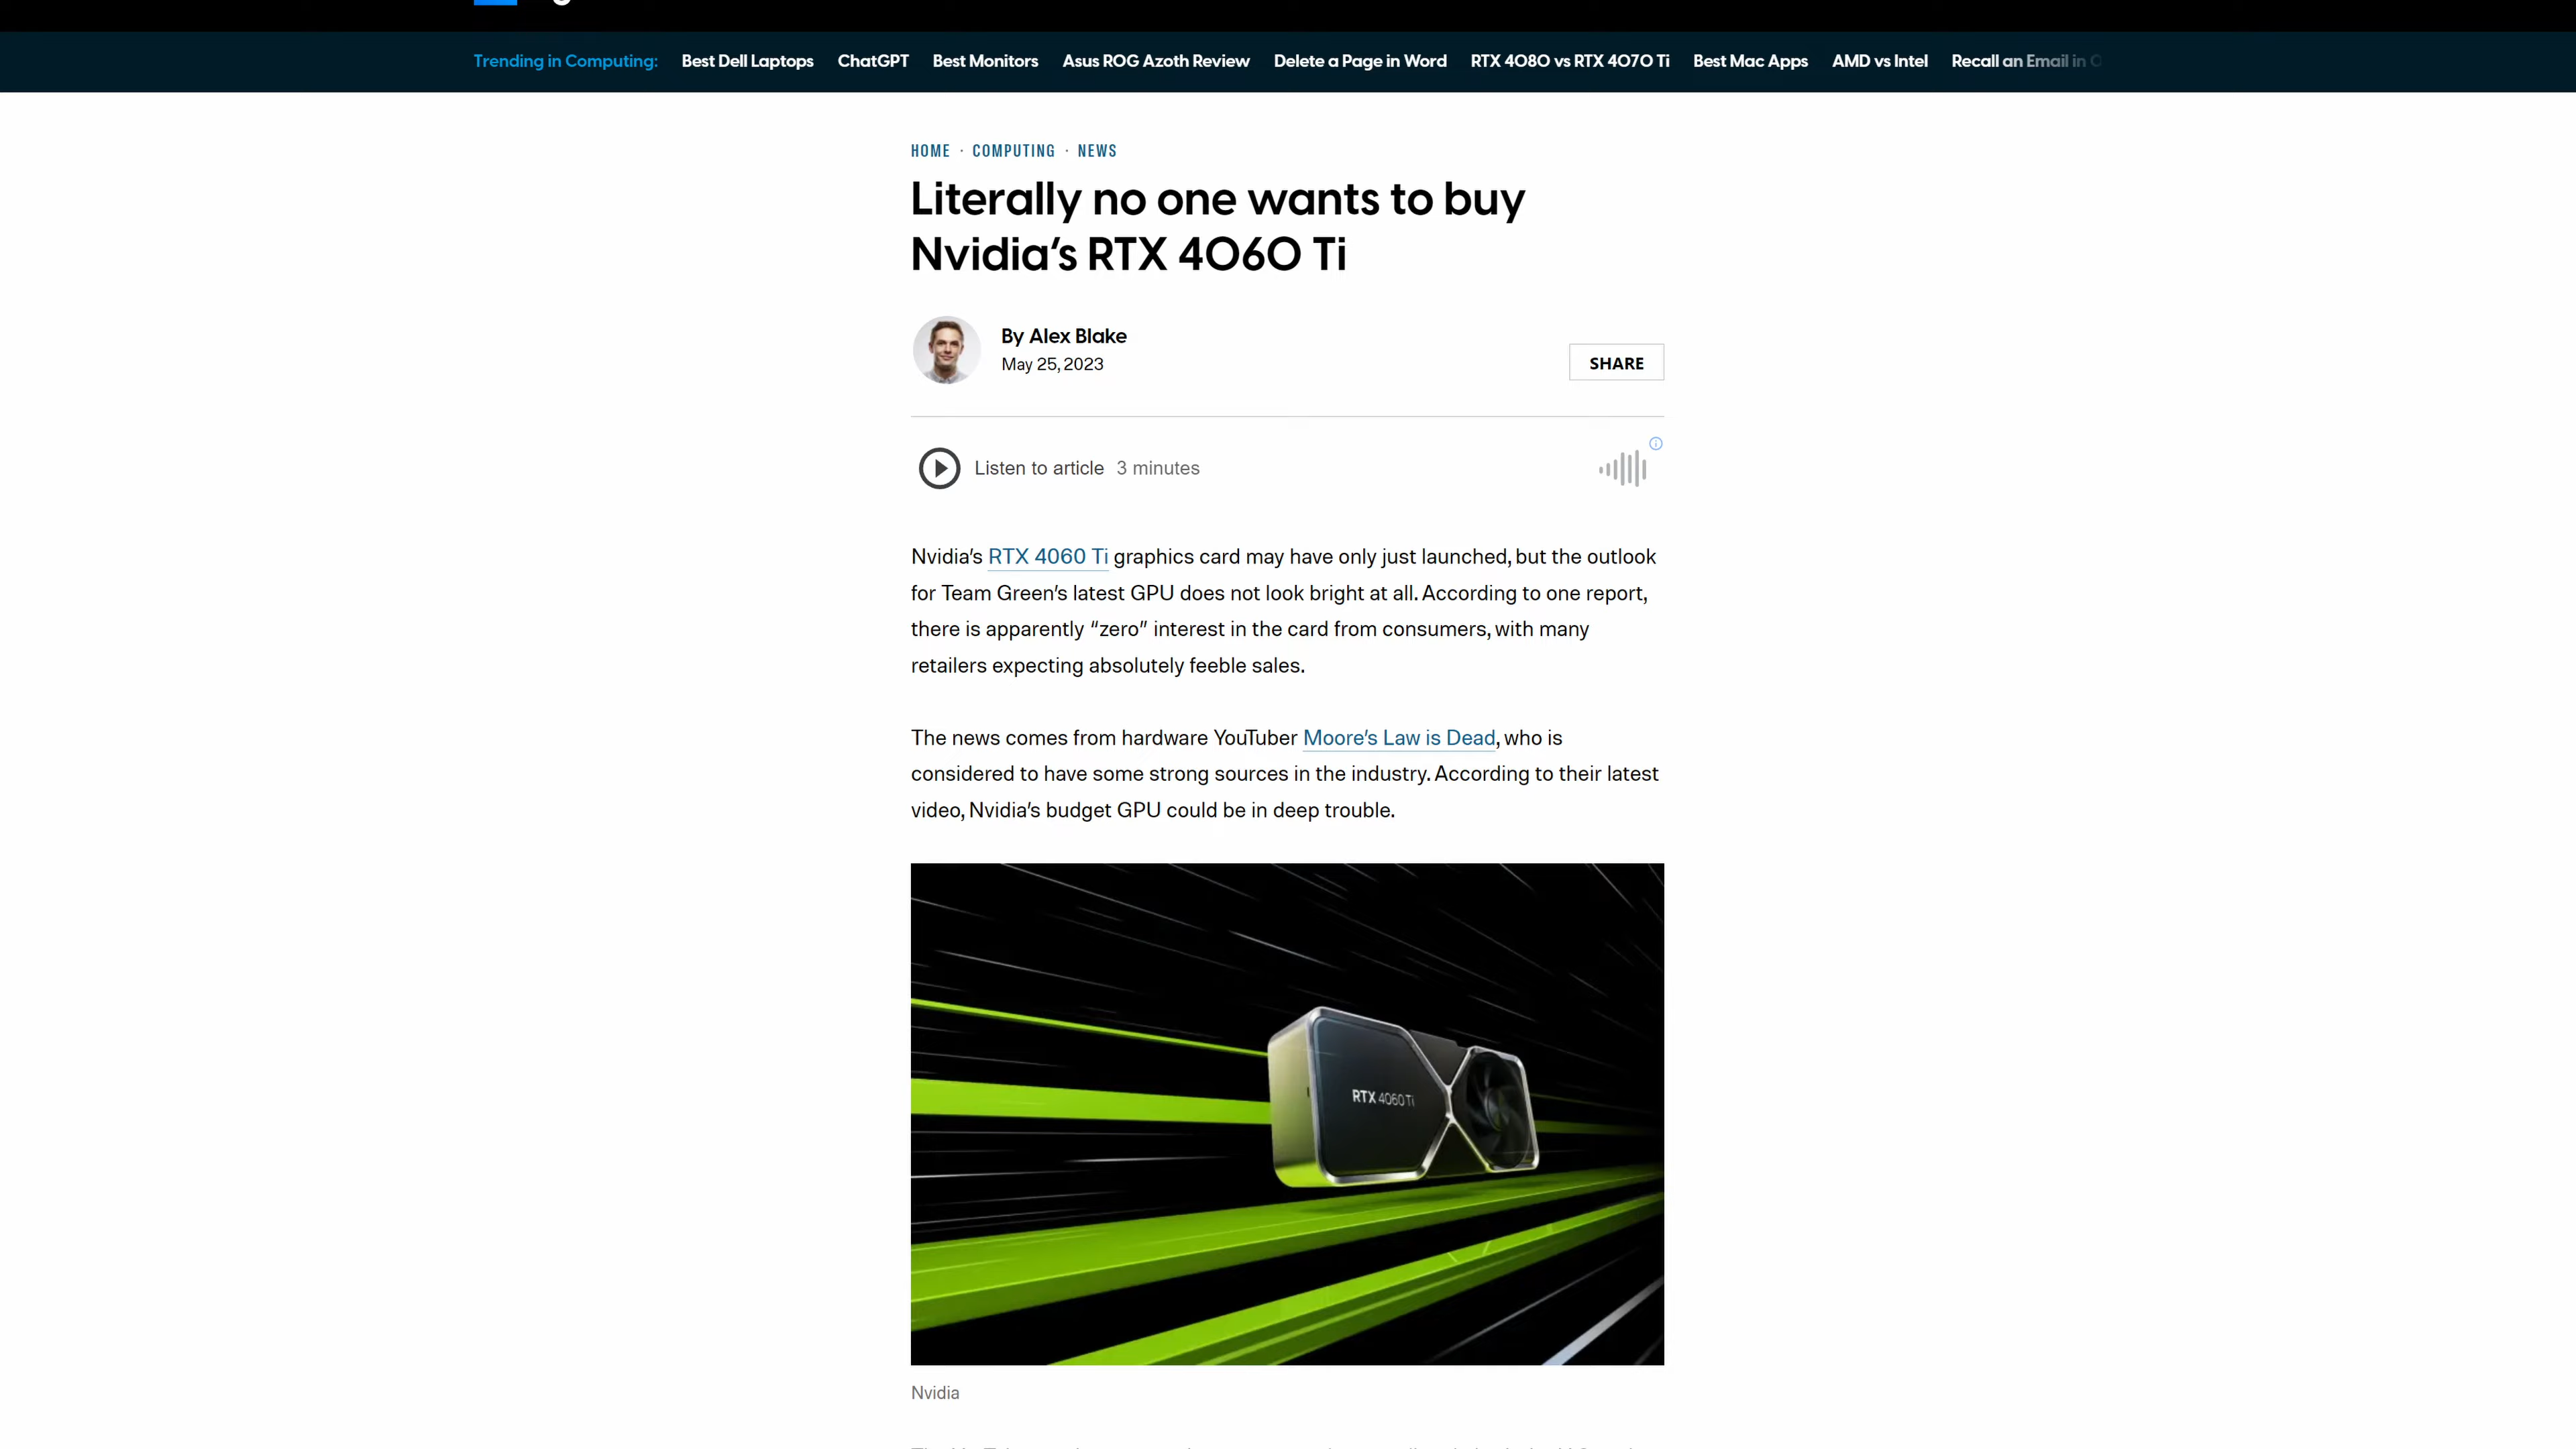 Trending in Computing: Best Dell Laptops ChatGPT Best Monitors Asus ROG Azoth Review Delete a Page in Word RTX 4080 vs RTX 4070 Ti Best Mac Apps AMD vs Intel Recall an Email in
HOME · COMPUTING · NEWS
Literally no one wants to buy
Nvidia's RTX 4060 Ti
By Alex Blake
May 25, 2023
SHARE
Listen to article 3 minutes
Nvidia's RTX 4060 Ti graphics card may have only just launched, but the outlook
for Team Green's latest GPU does not look bright at all. According to one report,
there is apparently “zero” interest in the card from consumers, with many
retailers expecting absolutely feeble sales.
The news comes from hardware YouTuber Moore's Law is Dead, who is
considered to have some strong sources in the industry. According to their latest
video, Nvidia's budget GPU could be in deep trouble.
RTX 4060 Ti
Nvidia